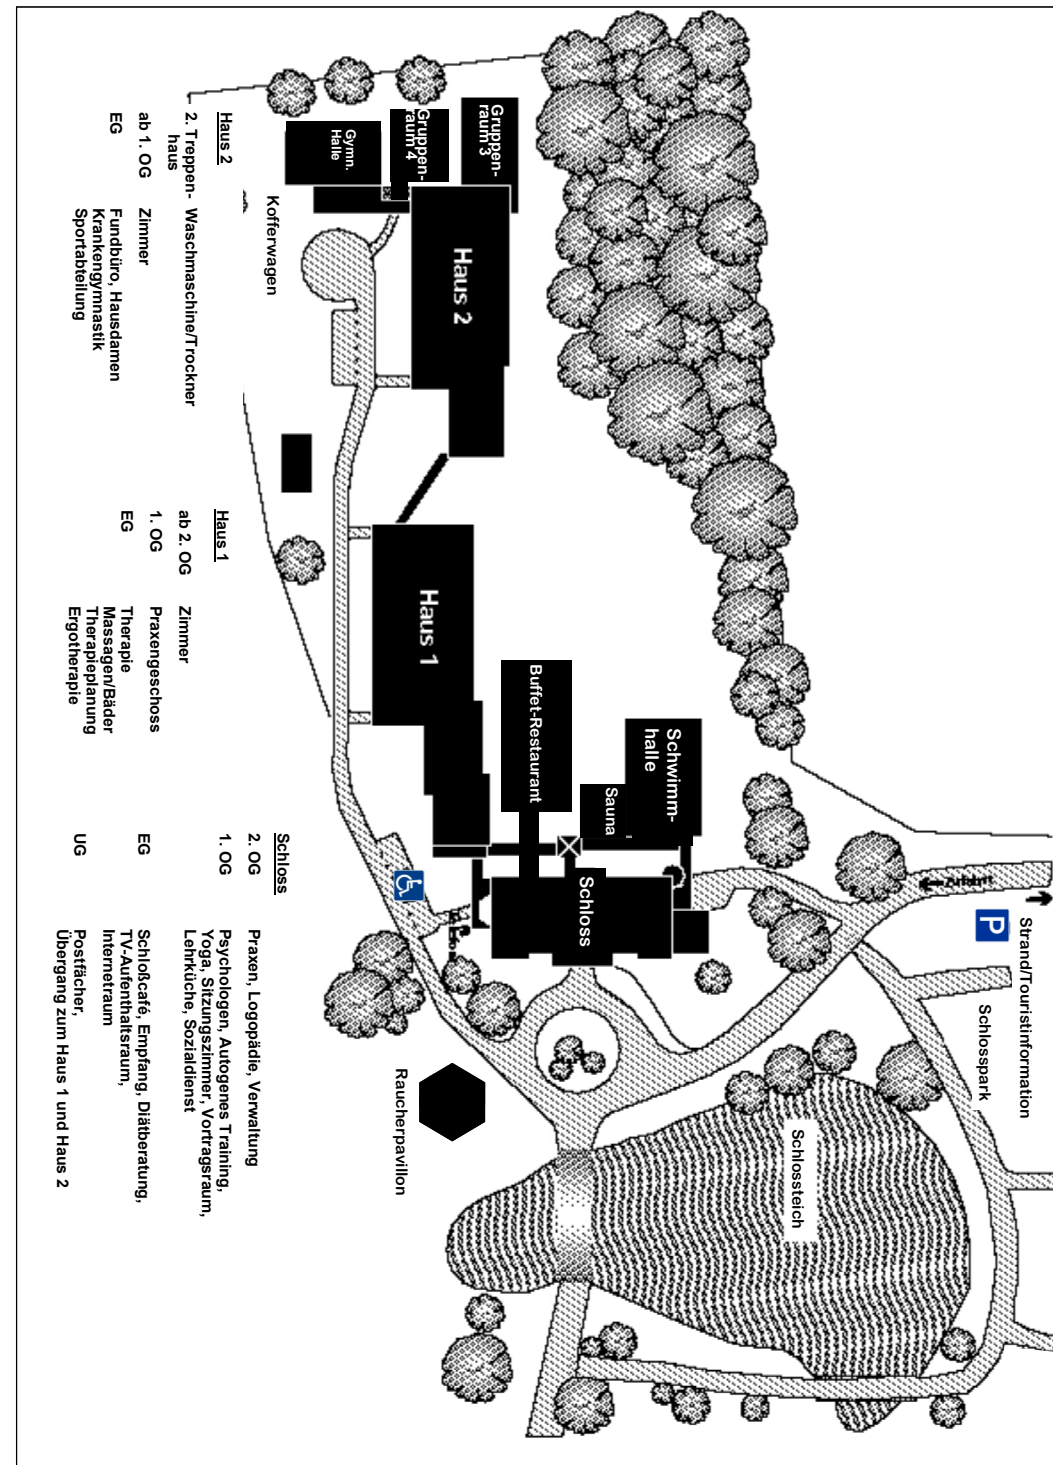 Gruppen-
raum 3
Gruppen-
raum 4
Gymn.
Halle
Haus 2
Kofferwagen
Haus 1
Buffet-Restaurant
Schwimm-
halle
Sauna
Schloss
Zufahrt
P
Strand/Touristinformation
Schlosspark
Schlossteich
Raucherpavillon
Haus 2
2. Treppen- Waschmaschine/Trockner
haus
ab 1. OG Zimmer
EG Fundbüro, Hausdamen
Krankengymnastik
Sportabteilung
Haus 1
ab 2. OG Zimmer
1. OG Praxengeschoss
EG Therapie
Massagen/Bäder
Therapieplanung
Ergotherapie
Schloss
2. OG Praxen, Logopädie, Verwaltung
1. OG Psychologen, Autogenes Training,
Yoga, Sitzungszimmer, Vortragsraum,
Lehrküche, Sozialdienst
EG Schloßcafé, Empfang, Diätberatung,
TV-Aufenthaltsraum,
Internetraum
UG Postfächer,
Übergang zum Haus 1 und Haus 2